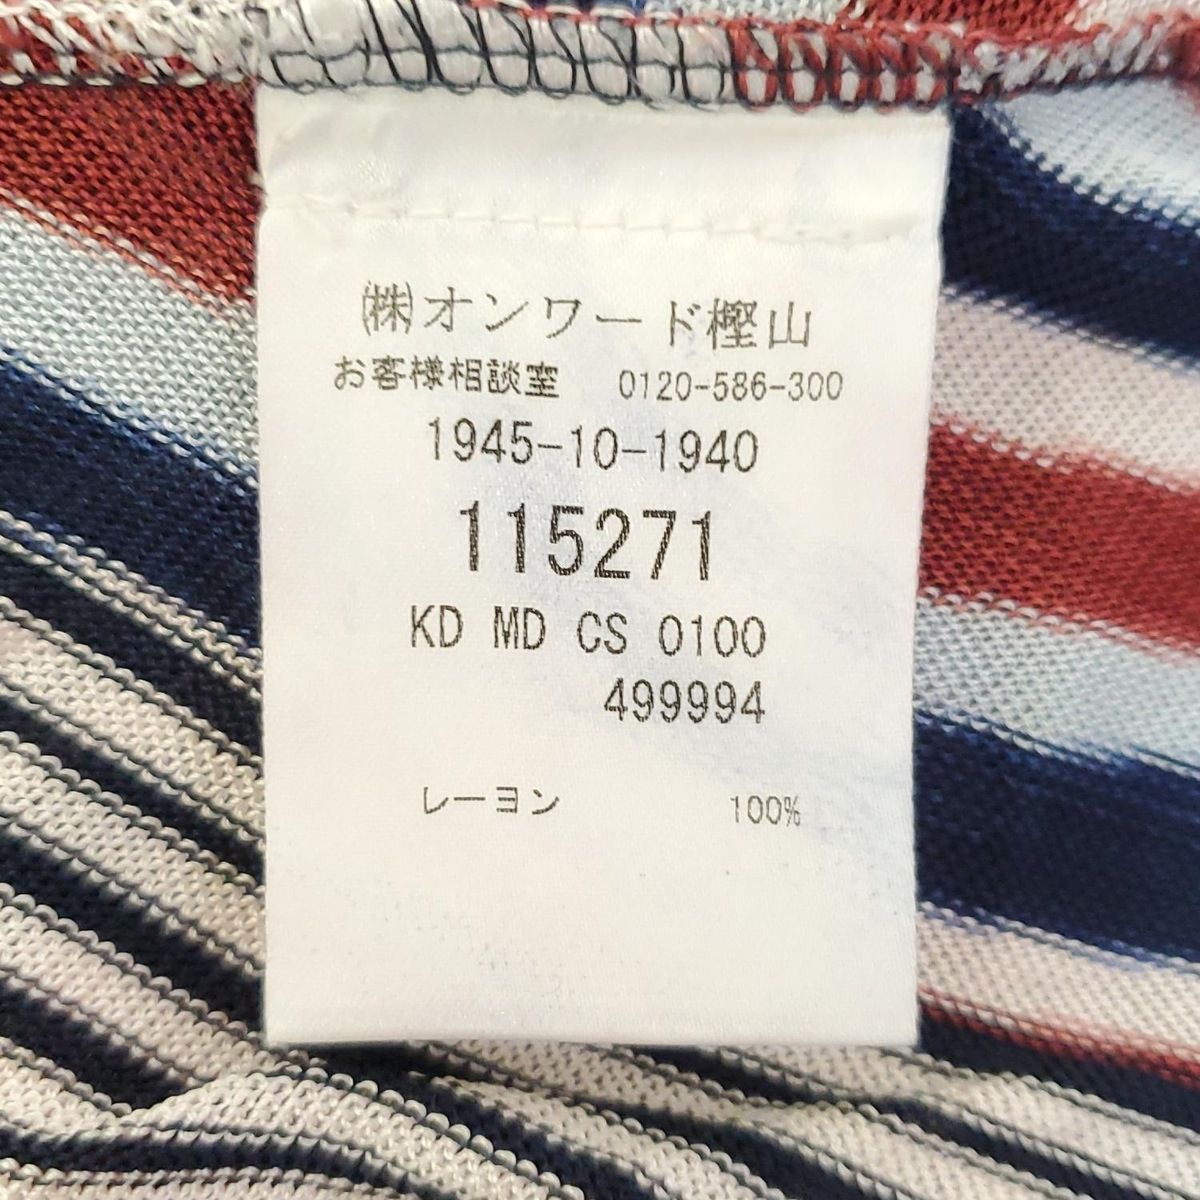 ㈱オンワード樫山
お客様相談室 0120-586-300
1945-10-1940
115271
KD MD CS 0100
499994
レーヨン 100%